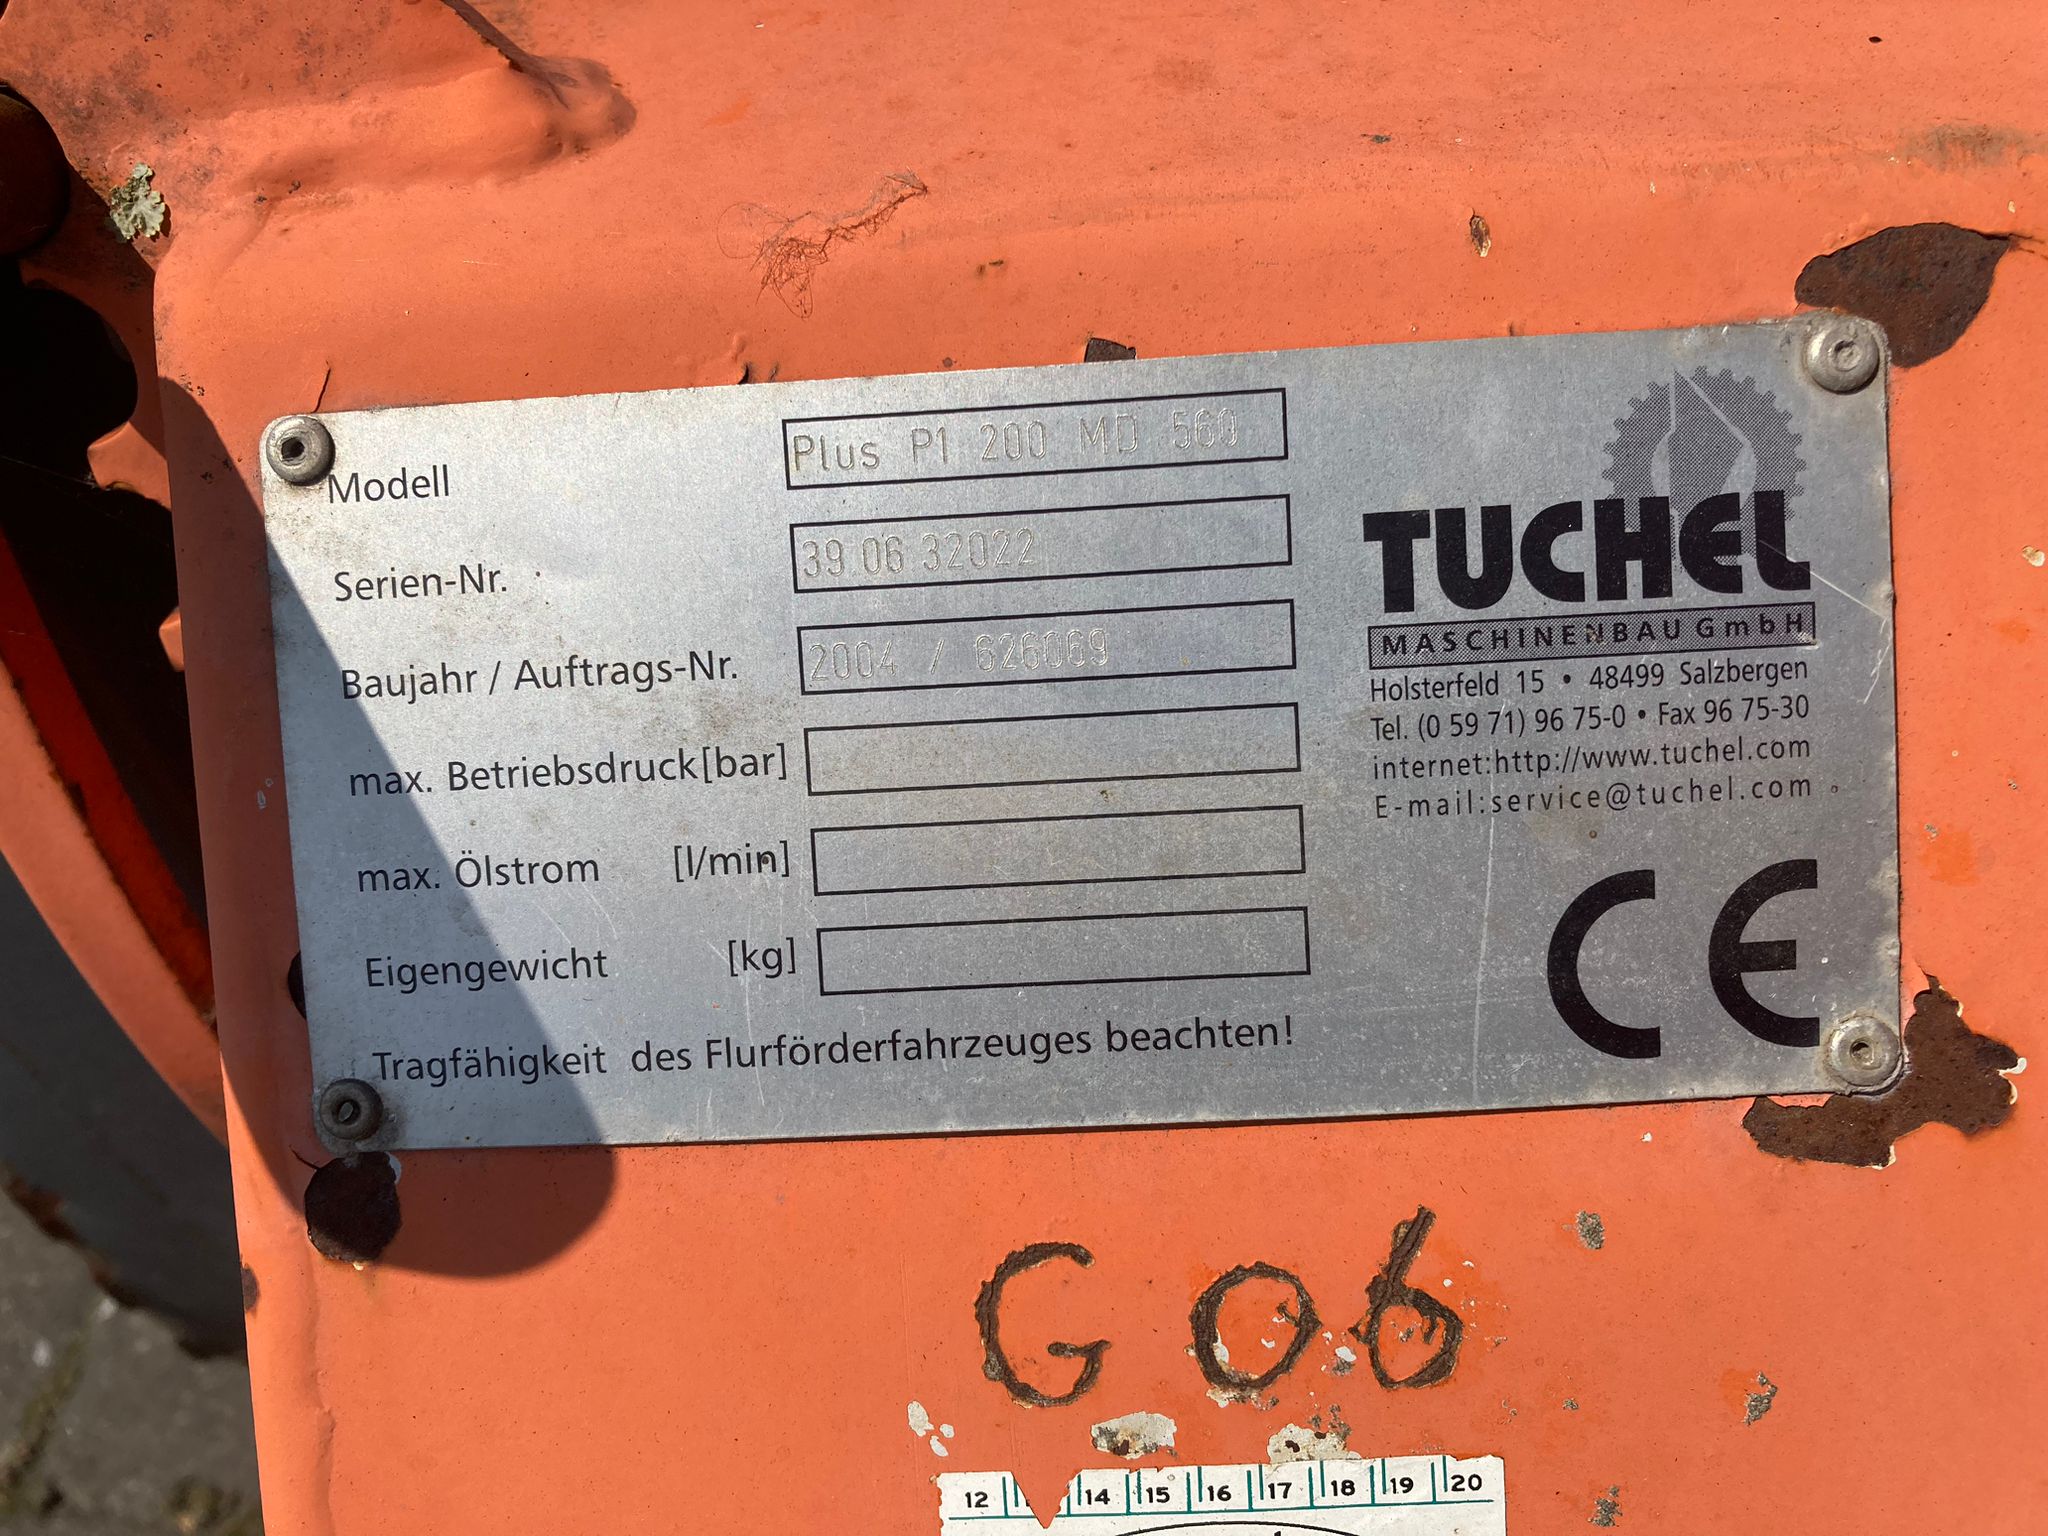 Modell Plus P1 200 MD 560
Serien-Nr. 39 06 32022
Baujahr / Auftrags-Nr. 2004 / 626069
max. Betriebsdruck[bar]
max. Ölstrom [l/min]
Eigengewicht [kg]
Tragfähigkeit des Flurförderfahrzeuges beachten!
TUCHEL
MASCHINENBAU GmbH
Holsterfeld 15 • 48499 Salzbergen
Tel. (0 59 71) 96 75-0 • Fax 96 75-30
internet:http://www.tuchel.com
E-mail:service@tuchel.com
CE
G 06
12 14 15 16 17 18 19 20